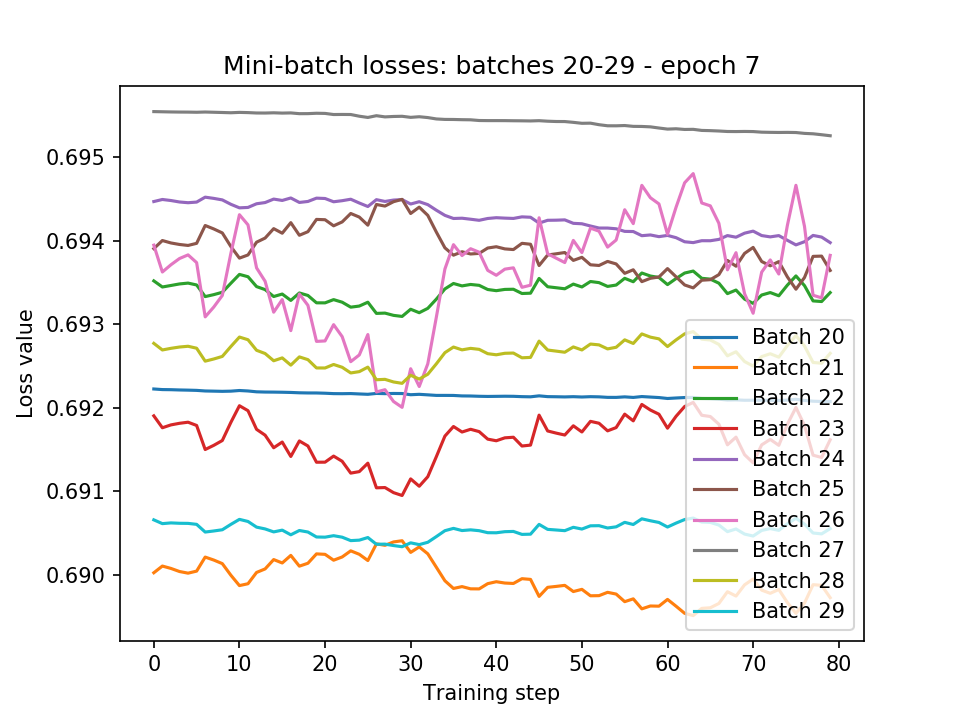 Mini-batch losses: batches 20-29 - epoch 7
Loss value
0.695
0.694
0.693
0.692
0.691
0.690
Batch 20
Batch 21
Batch 22
Batch 23
Batch 24
Batch 25
Batch 26
Batch 27
Batch 28
Batch 29
0 10 20 30 40 50 60 70 80
Training step